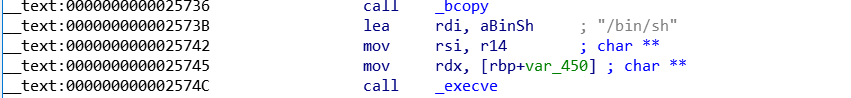 __text:0000000000025736 call _bcopy
__text:000000000002573B lea rdi, aBinSh ; "/bin/sh"
__text:0000000000025742 mov rsi, r14 ; char **
__text:0000000000025745 mov rdx, [rbp+var_450] ; char **
__text:000000000002574C call _execve